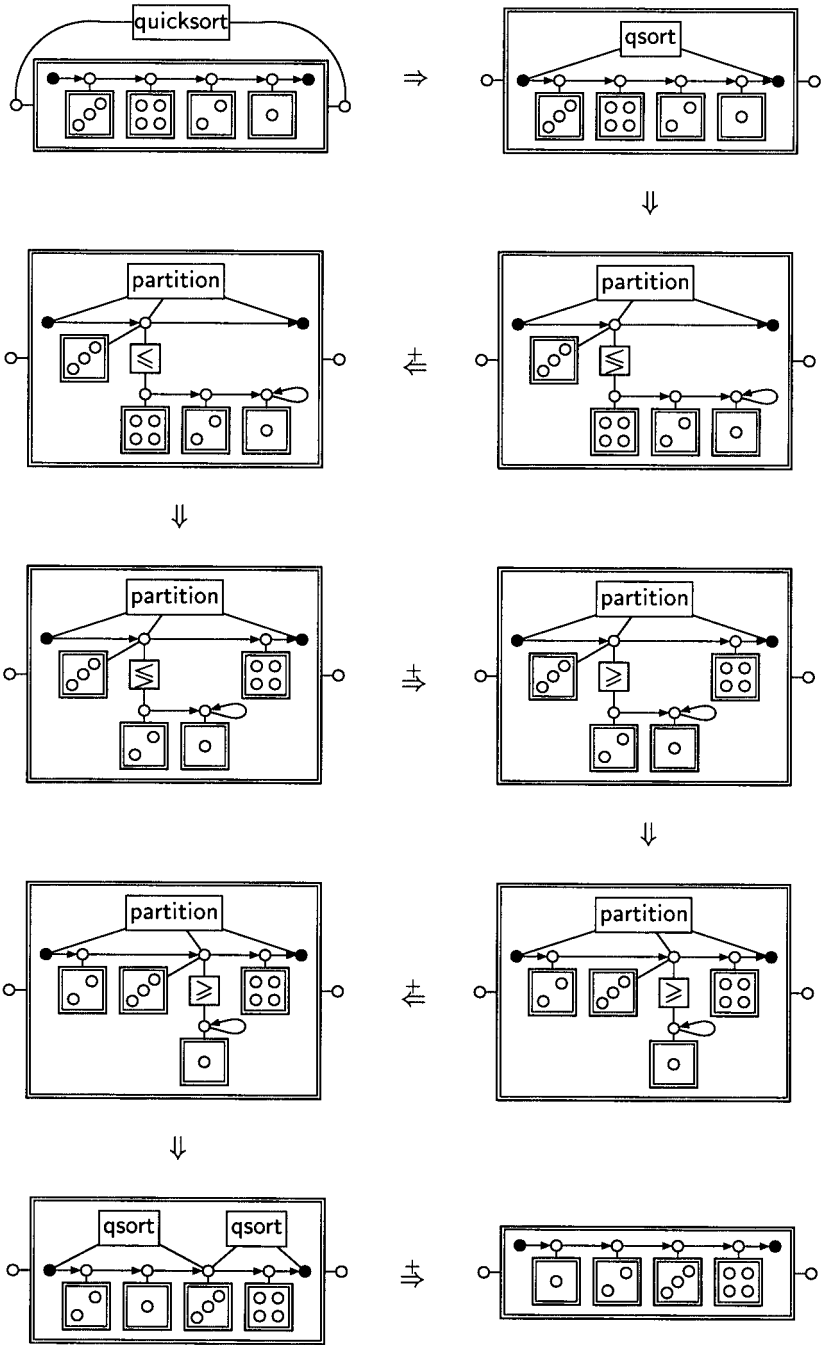 quicksort
qsort
⇒
⇓
partition
partition
≤
⋚
⇐+
⇓
partition
partition
⋚
>
⇒+
⇓
partition
partition
⇐+
⇓
qsort qsort
⇒+